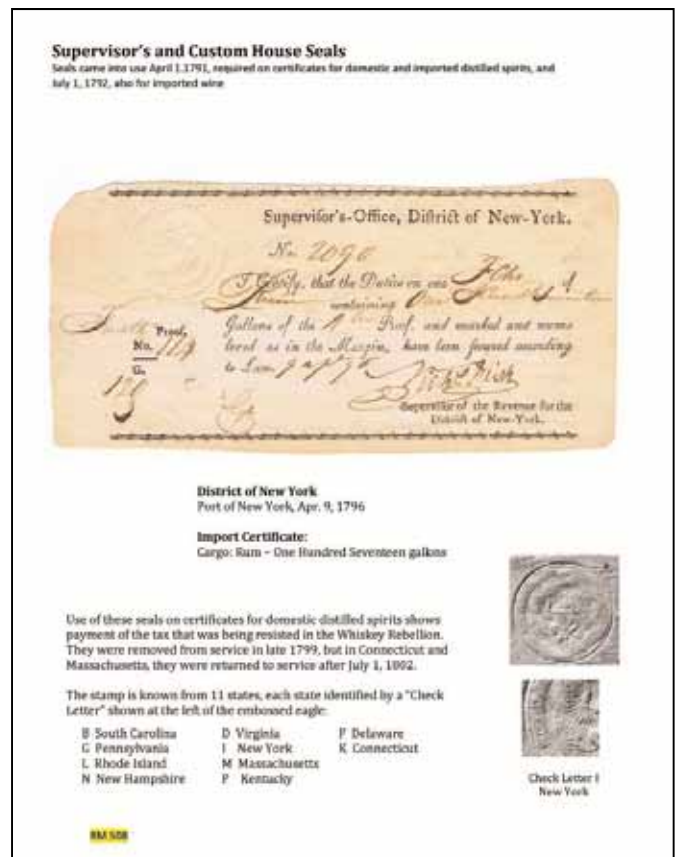 Supervisor's and Custom House Seals
Seals came into use April 1,1791, required on certificates for domestic and imported distilled spirits, and
July 1, 1792, also for imported wine
Supervisor's-Office, District of New-York.
No. 2090
I Certify, that the Duties on one
containing One
Gallons of the Proof, and marked and num-
Proof,
No. 114
bered as in the Margin, have been secured according
G.
to Law.
Supervisor of the Revenue for the
District of New-York.
District of New York
Port of New York, Apr. 9, 1796
Import Certificate:
Cargo: Rum – One Hundred Seventeen gallons
Use of these seals on certificates for domestic distilled spirits shows
payment of the tax that was being resisted in the Whiskey Rebellion.
They were removed from service in late 1799, but in Connecticut and
Massachusetts, they were returned to service after July 1, 1802.
The stamp is known from 11 states, each state identified by a "Check
Letter" shown at the left of the embossed eagle:
B South Carolina D Virginia F Delaware
G Pennsylvania I New York K Connecticut
L Rhode Island M Massachusetts
N New Hampshire P Kentucky
Check Letter I
New York
RM 508